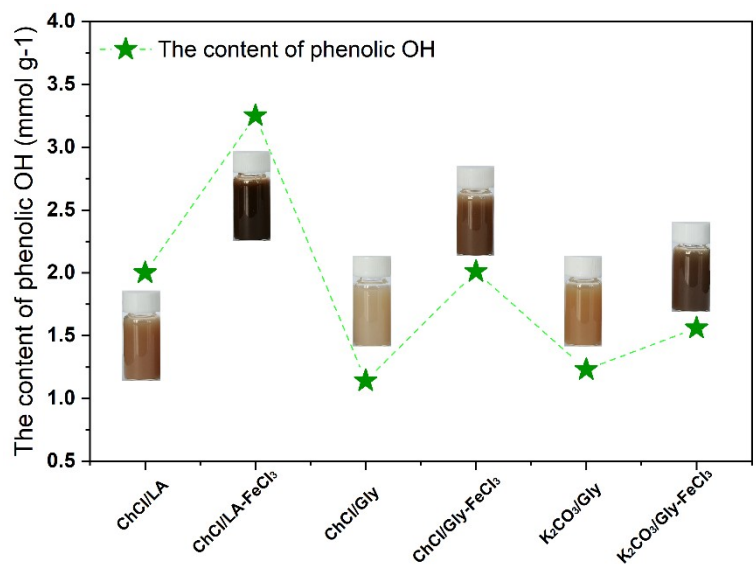 The content of phenolic OH (mmol g-1)
4.0
3.5
3.0
2.5
2.0
1.5
1.0
0.5
The content of phenolic OH
ChCl/LA
ChCl/LA-FeCl₃
ChCl/Gly
ChCl/Gly-FeCl₃
K₂CO₃/Gly
K₂CO₃/Gly-FeCl₃